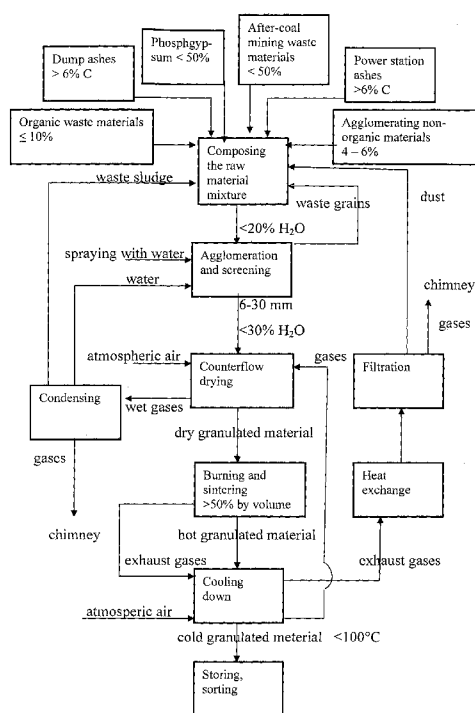 Phosphgyp-
sum < 50%
After-coal
mining waste
materials
< 50%
Dump ashes
> 6% C
Power station
ashes
>6% C
Organic waste materials
≤ 10%
Composing
the raw
material
mixture
Agglomerating non-
organic materials
4 – 6%
waste sludge
waste grains
dust
<20% H₂O
spraying with water
Agglomeration
and screening
water
chimney
6-30 mm
gases
<30% H₂O
atmospheric air
gases
Counterflow
drying
Filtration
Condensing
wet gases
dry granulated material
gases
Burning and
sintering
>50% by volume
Heat
exchange
chimney
hot granulated material
exhaust gases
exhaust gases
Cooling
down
atmosperic air
cold granulated meterial <100°C
Storing,
sorting